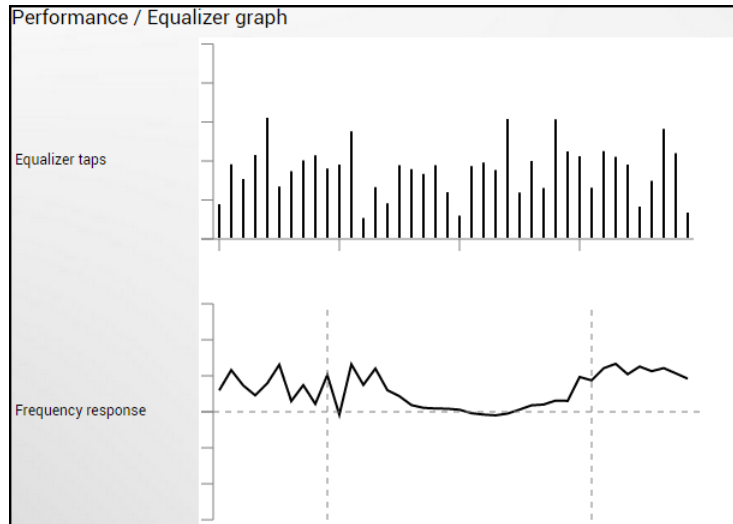 Performance / Equalizer graph
Equalizer taps
Frequency response